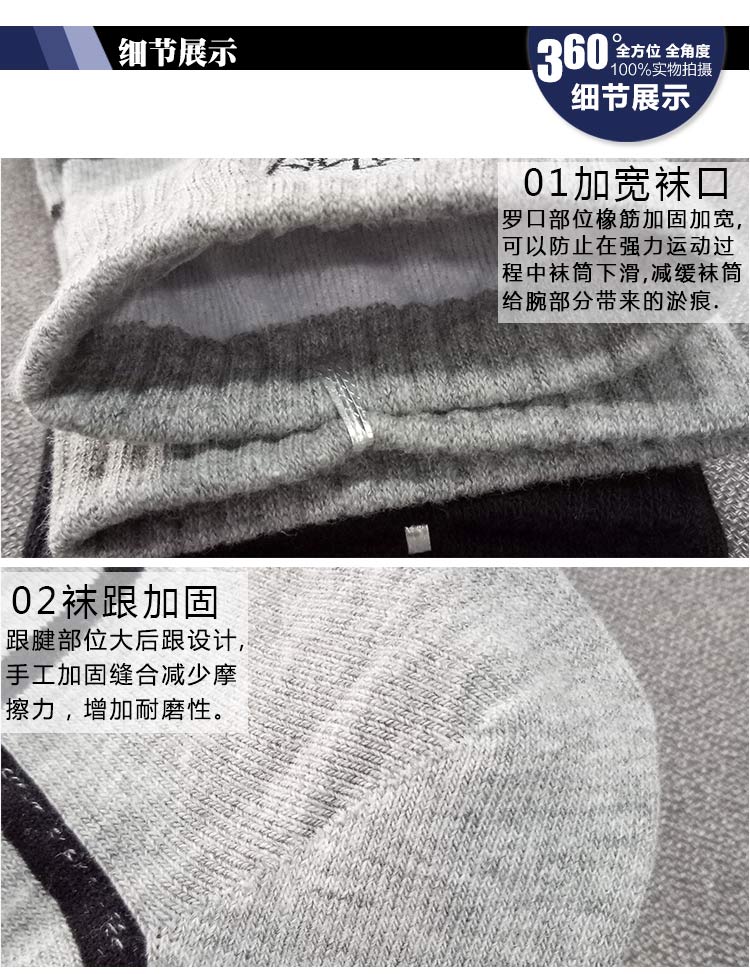 细节展示
360°全方位 全角度
100%实物拍摄
细节展示
01加宽袜口
罗口部位橡筋加固加宽,
可以防止在强力运动过
程中袜筒下滑,减缓袜筒
给腕部分带来的淤痕.
02袜跟加固
跟腱部位大后跟设计,
手工加固缝合减少摩
擦力，增加耐磨性。